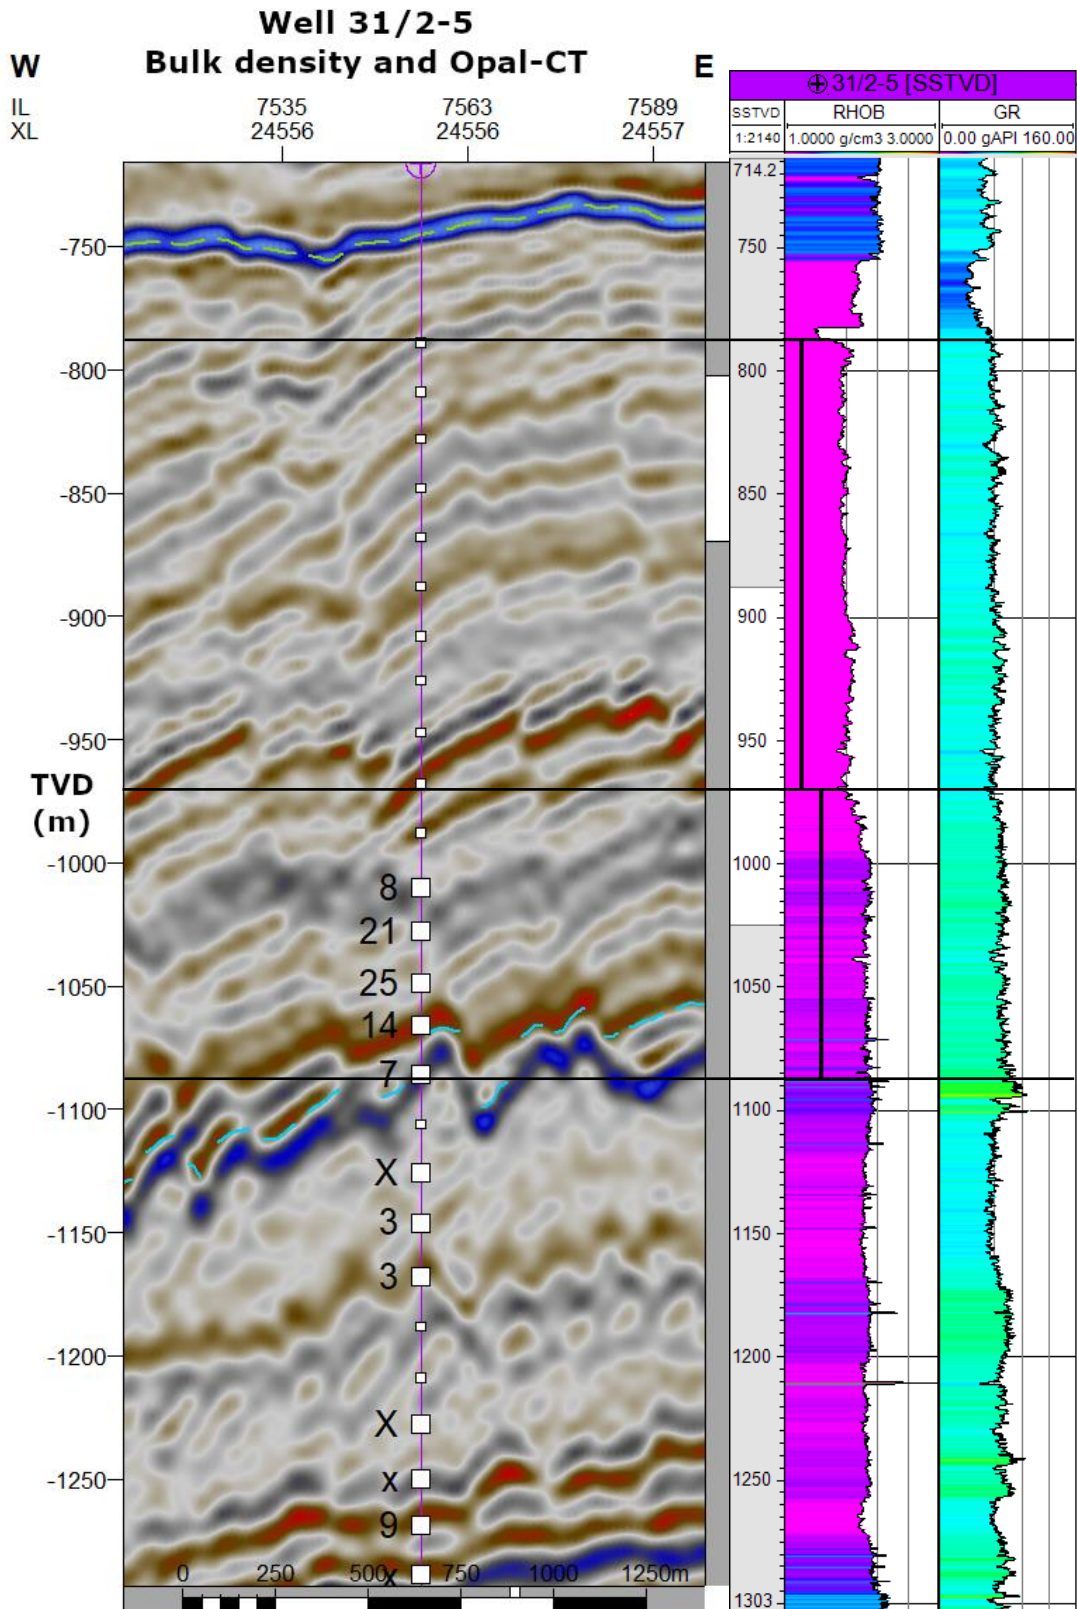 Well 31/2-5
Bulk density and Opal-CT
W
E
IL 7535 7563 7589
XL 24556 24556 24557
31/2-5 [SSTVD]
SSTVD RHOB GR
1:2140 1.0000 g/cm3 3.0000 0.00 gAPI 160.00
714.2
-750 750
-800 800
-850 850
-900 900
-950 950
TVD
(m)
-1000 1000
8
21
-1050 25 1050
14
7
-1100 1100
X
-1150 3 1150
3
-1200 1200
X
-1250 x 1250
9
0 250 500 x 750 1000 1250m
1303